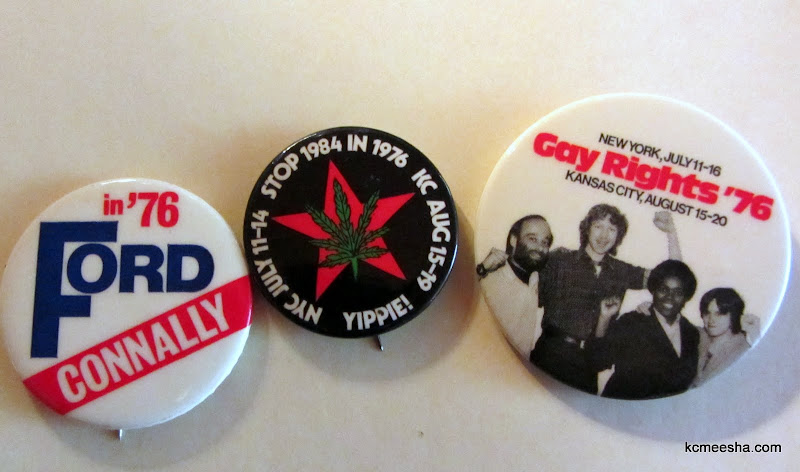 in '76
FORD
CONNALLY
STOP 1984 IN 1976
KC AUG 15-19
YIPPIE!
NYC JULY 11-14
NEW YORK, JULY 11-16
Gay Rights '76
KANSAS CITY, AUGUST 15-20
kcmeesha.com